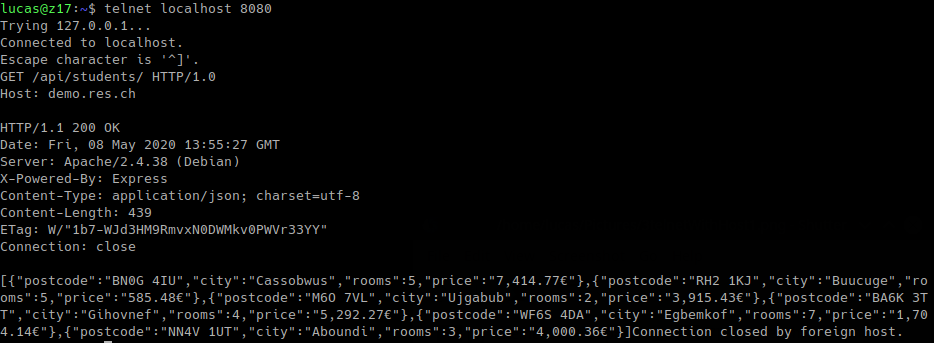 lucas@z17:~$ telnet localhost 8080
Trying 127.0.0.1...
Connected to localhost.
Escape character is '^]'.
GET /api/students/ HTTP/1.0
Host: demo.res.ch

HTTP/1.1 200 OK
Date: Fri, 08 May 2020 13:55:27 GMT
Server: Apache/2.4.38 (Debian)
X-Powered-By: Express
Content-Type: application/json; charset=utf-8
Content-Length: 439
ETag: W/"1b7-WJd3HM9RmvxN0DWMkv0PWVr33YY"
Connection: close

[{"postcode":"BN0G 4IU","city":"Cassobwus","rooms":5,"price":"7,414.77€"},{"postcode":"RH2 1KJ","city":"Buucuge","ro
oms":5,"price":"585.48€"},{"postcode":"M6O 7VL","city":"Ujgabub","rooms":2,"price":"3,915.43€"},{"postcode":"BA6K 3T
T","city":"Gihovnef","rooms":4,"price":"5,292.27€"},{"postcode":"WF6S 4DA","city":"Egbemkof","rooms":7,"price":"1,70
4.14€"},{"postcode":"NN4V 1UT","city":"Aboundi","rooms":3,"price":"4,000.36€"}]Connection closed by foreign host.